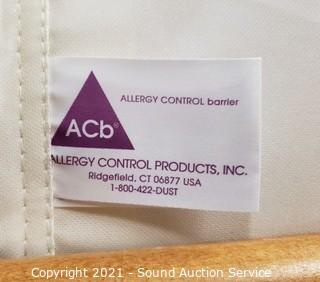 ALLERGY CONTROL barrier
ACb®
ALLERGY CONTROL PRODUCTS, INC.
Ridgefield, CT 06877 USA
1-800-422-DUST
Copyright 2021 - Sound Auction Service